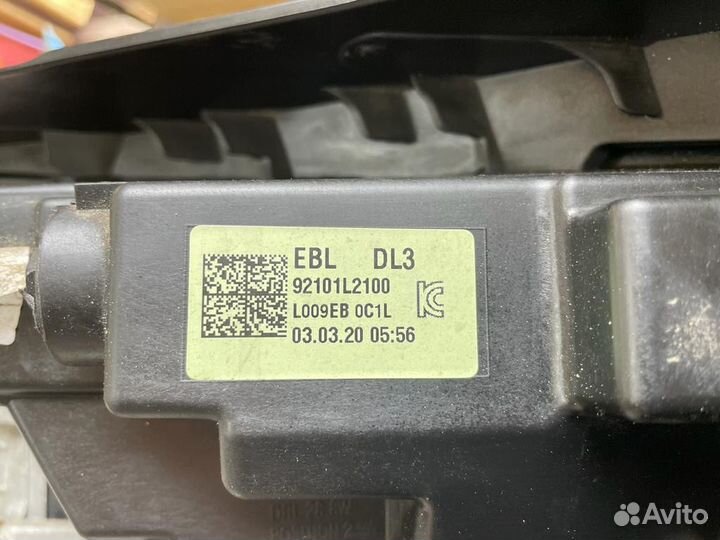 EBL DL3
92101L2100
L009EB 0C1L
03.03.20 05:56
Avito